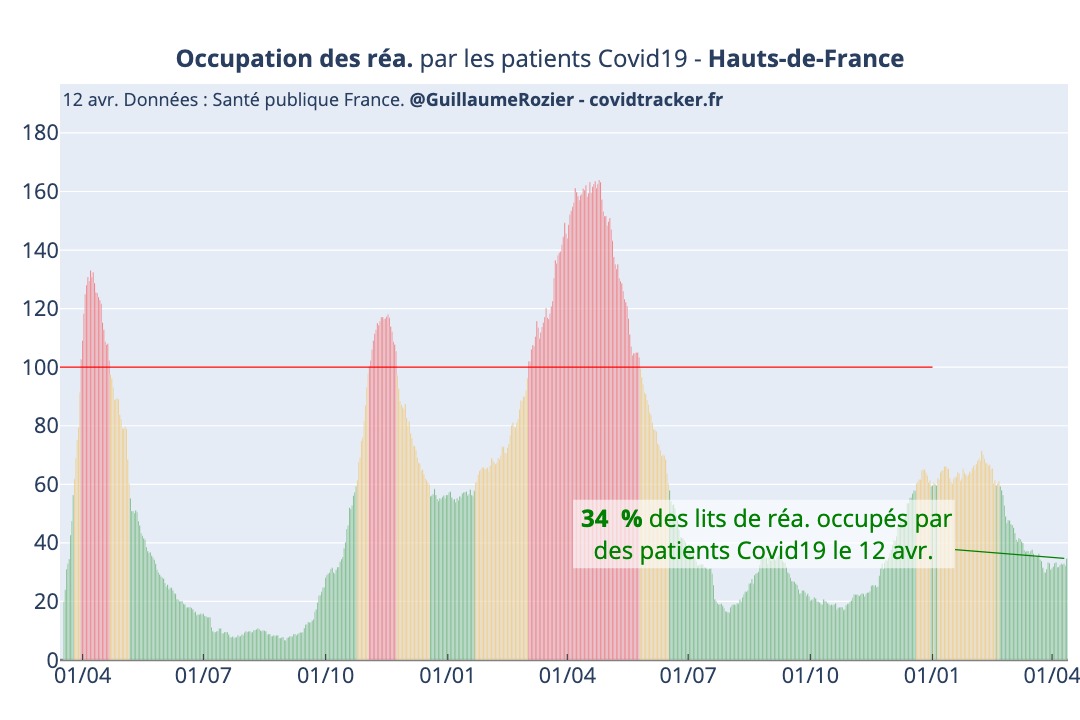 Occupation des réa. par les patients Covid19 - Hauts-de-France
12 avr. Données : Santé publique France. @GuillaumeRozier - covidtracker.fr
180
160
140
120
100
80
60
40
20
0
34 % des lits de réa. occupés par
des patients Covid19 le 12 avr.
01/04 01/07 01/10 01/01 01/04 01/07 01/10 01/01 01/04